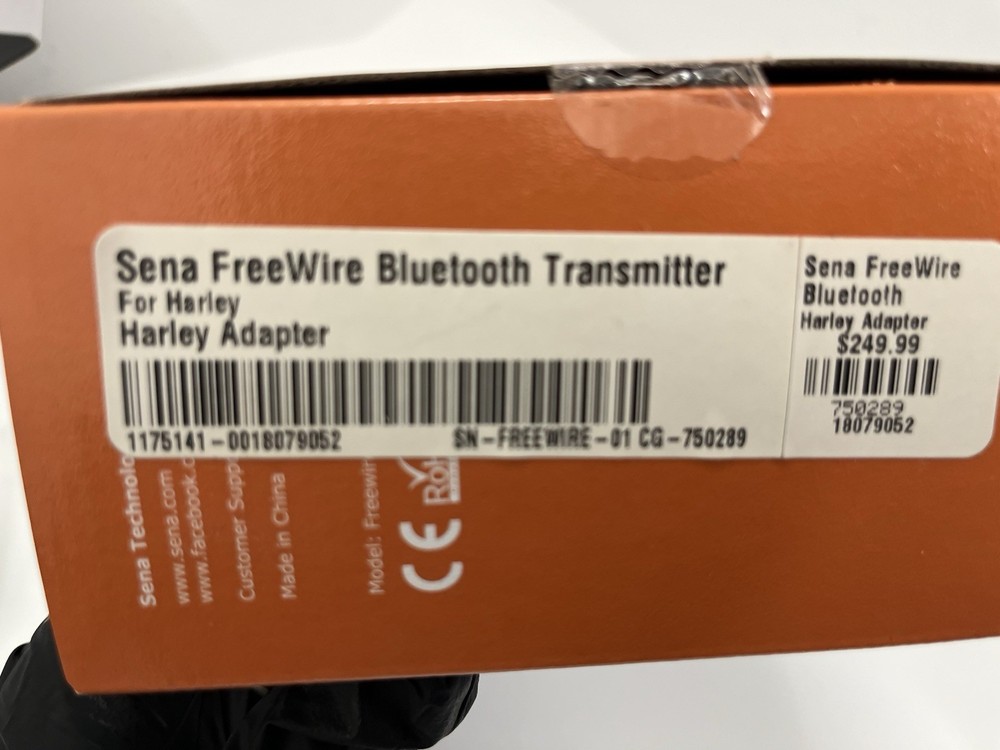 Sena FreeWire Bluetooth Transmitter
For Harley
Harley Adapter
1175141-0018079052
SN-FREEWIRE-01 CG-750289
Sena FreeWire
Bluetooth
Harley Adapter
$249.99
750289
18079052
Sena Technolo
www.sena.com
www.facebook.c
Customer Supp
Made in China
Model: Freewir
CE
RoH